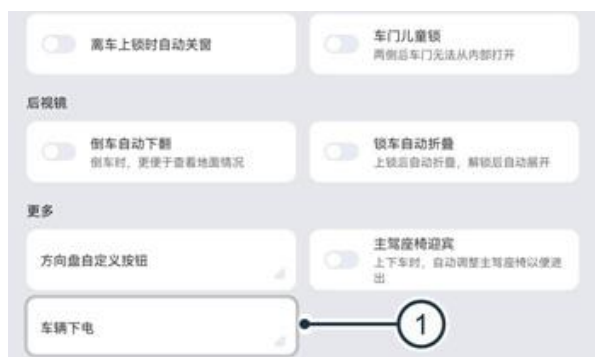 离车上锁时自动关窗
车门儿童锁
两侧后车门无法从内部打开
后视镜
倒车自动下翻
倒车时，更便于查看地面情况
锁车自动折叠
上锁后自动折叠，解锁后自动展开
更多
方向盘自定义按钮
主驾座椅迎宾
上下车时，自动调整主驾座椅以便进
出
车辆下电
1